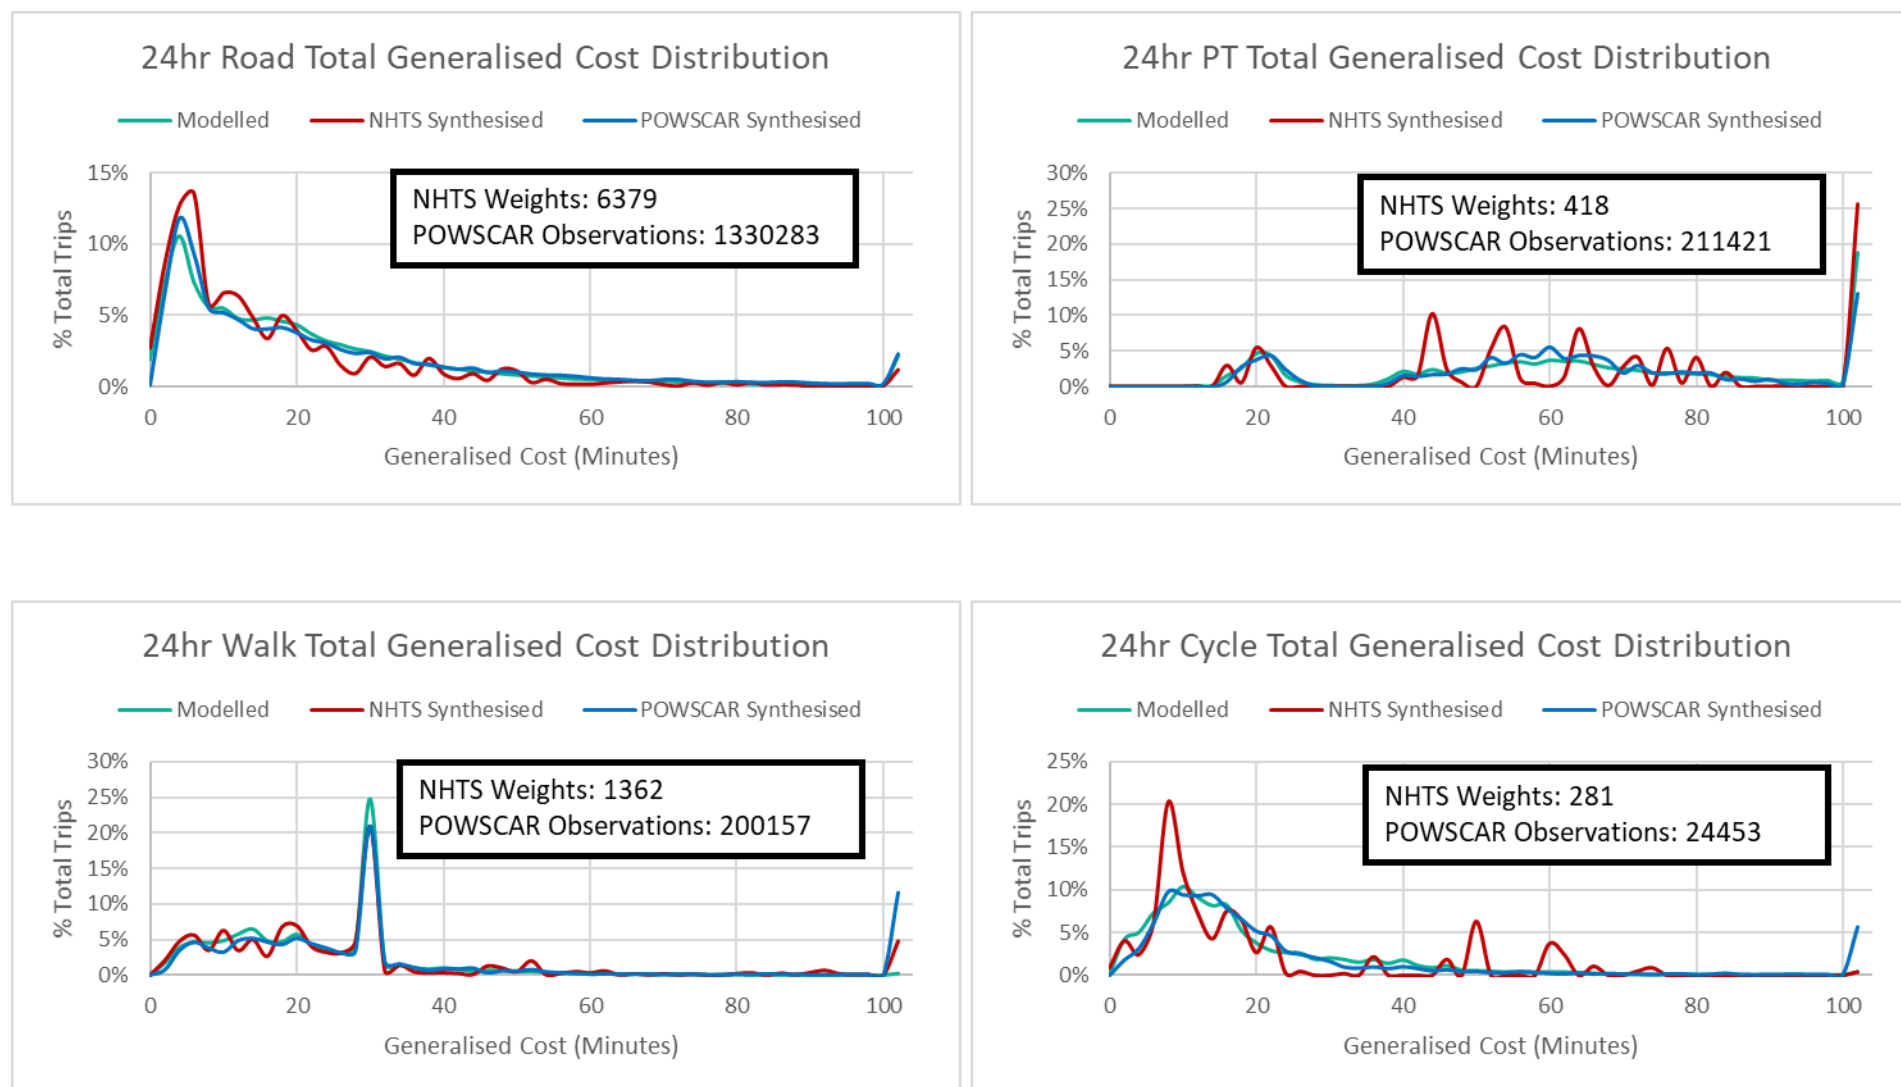 24hr Road Total Generalised Cost Distribution
Modelled NHTS Synthesised POWSCAR Synthesised
15%
10%
5%
0%
% Total Trips
NHTS Weights: 6379
POWSCAR Observations: 1330283
0 20 40 60 80 100
Generalised Cost (Minutes)
24hr PT Total Generalised Cost Distribution
Modelled NHTS Synthesised POWSCAR Synthesised
30%
25%
20%
15%
10%
5%
0%
% Total Trips
NHTS Weights: 418
POWSCAR Observations: 211421
0 20 40 60 80 100
Generalised Cost (Minutes)
24hr Walk Total Generalised Cost Distribution
Modelled NHTS Synthesised POWSCAR Synthesised
30%
25%
20%
15%
10%
5%
0%
% Total Trips
NHTS Weights: 1362
POWSCAR Observations: 200157
0 20 40 60 80 100
Generalised Cost (Minutes)
24hr Cycle Total Generalised Cost Distribution
Modelled NHTS Synthesised POWSCAR Synthesised
25%
20%
15%
10%
5%
0%
% Total Trips
NHTS Weights: 281
POWSCAR Observations: 24453
0 20 40 60 80 100
Generalised Cost (Minutes)